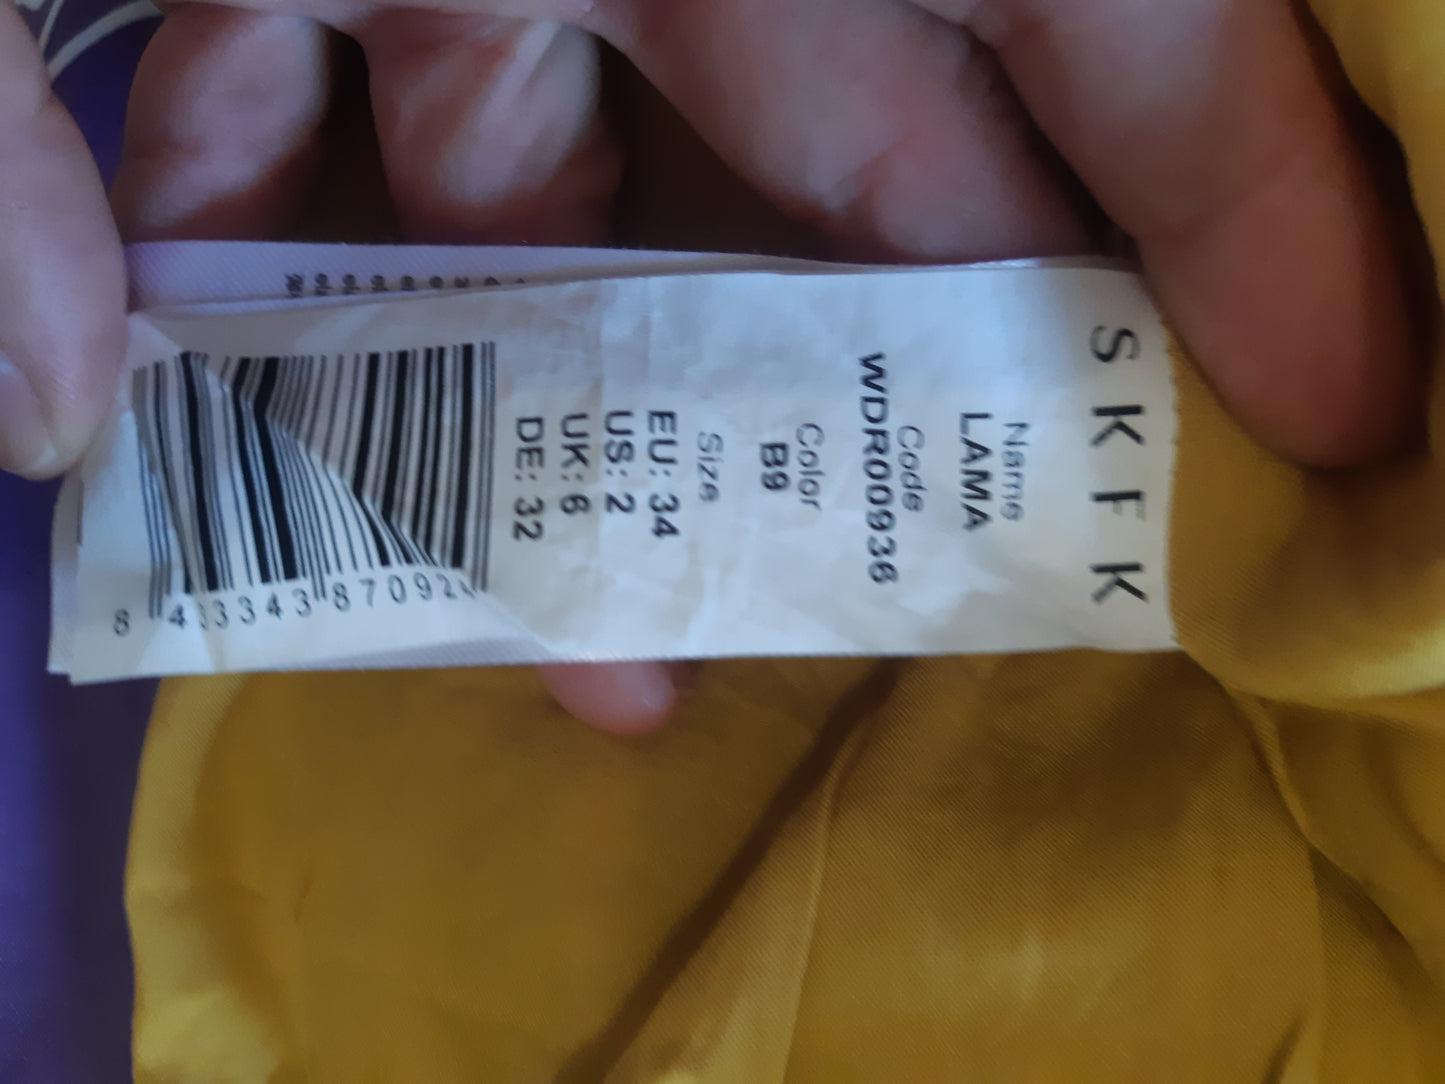 SKFK
Name
LAMA
Code
WDR00936
Color
B9
Size
EU: 34
US: 2
UK: 6
DE: 32